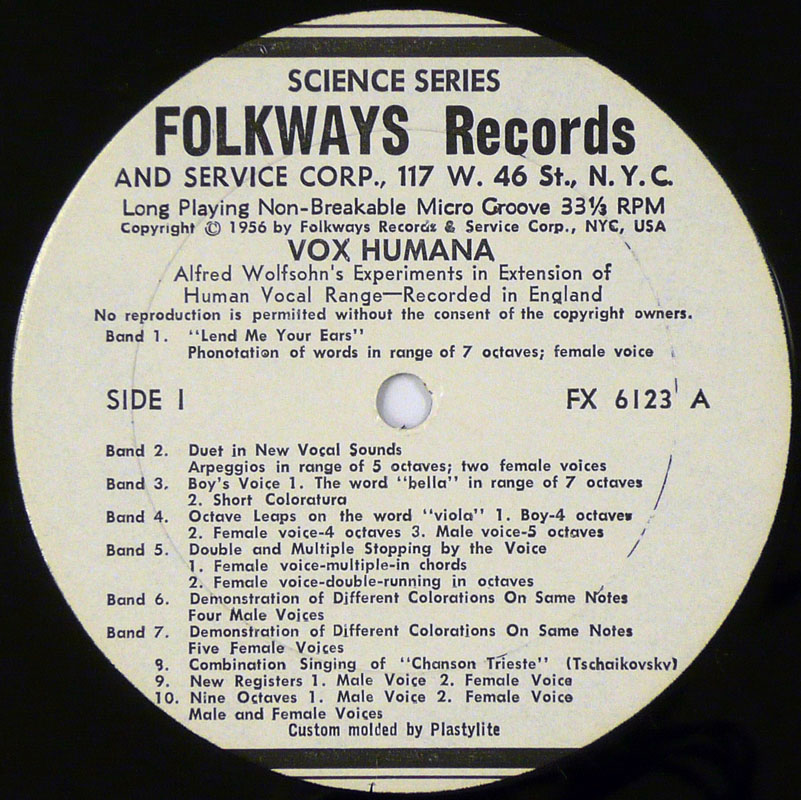 SCIENCE SERIES
FOLKWAYS Records
AND SERVICE CORP., 117 W. 46 St., N. Y. C.
Long Playing Non-Breakable Micro Groove 33⅓ RPM
Copyright © 1956 by Folkways Records & Service Corp., NYC, USA
VOX HUMANA
Alfred Wolfsohn's Experiments in Extension of
Human Vocal Range—Recorded in England
No reproduction is permitted without the consent of the copyright owners.
Band 1. "Lend Me Your Ears"
Phonotation of words in range of 7 octaves; female voice
SIDE I FX 6123 A
Band 2. Duet in New Vocal Sounds
Arpeggios in range of 5 octaves; two female voices
Band 3. Boy's Voice 1. The word "bella" in range of 7 octaves
2. Short Coloratura
Band 4. Octave Leaps on the word "viola" 1. Boy-4 octaves
2. Female voice-4 octaves 3. Male voice-5 octaves
Band 5. Double and Multiple Stopping by the Voice
1. Female voice-multiple-in chords
2. Female voice-double-running in octaves
Band 6. Demonstration of Different Colorations On Same Notes
Four Male Voices
Band 7. Demonstration of Different Colorations On Same Notes
Five Female Voices
8. Combination Singing of "Chanson Trieste" (Tschaikovsky)
9. New Registers 1. Male Voice 2. Female Voice
10. Nine Octaves 1. Male Voice 2. Female Voice
Male and Female Voices
Custom molded by Plastylite